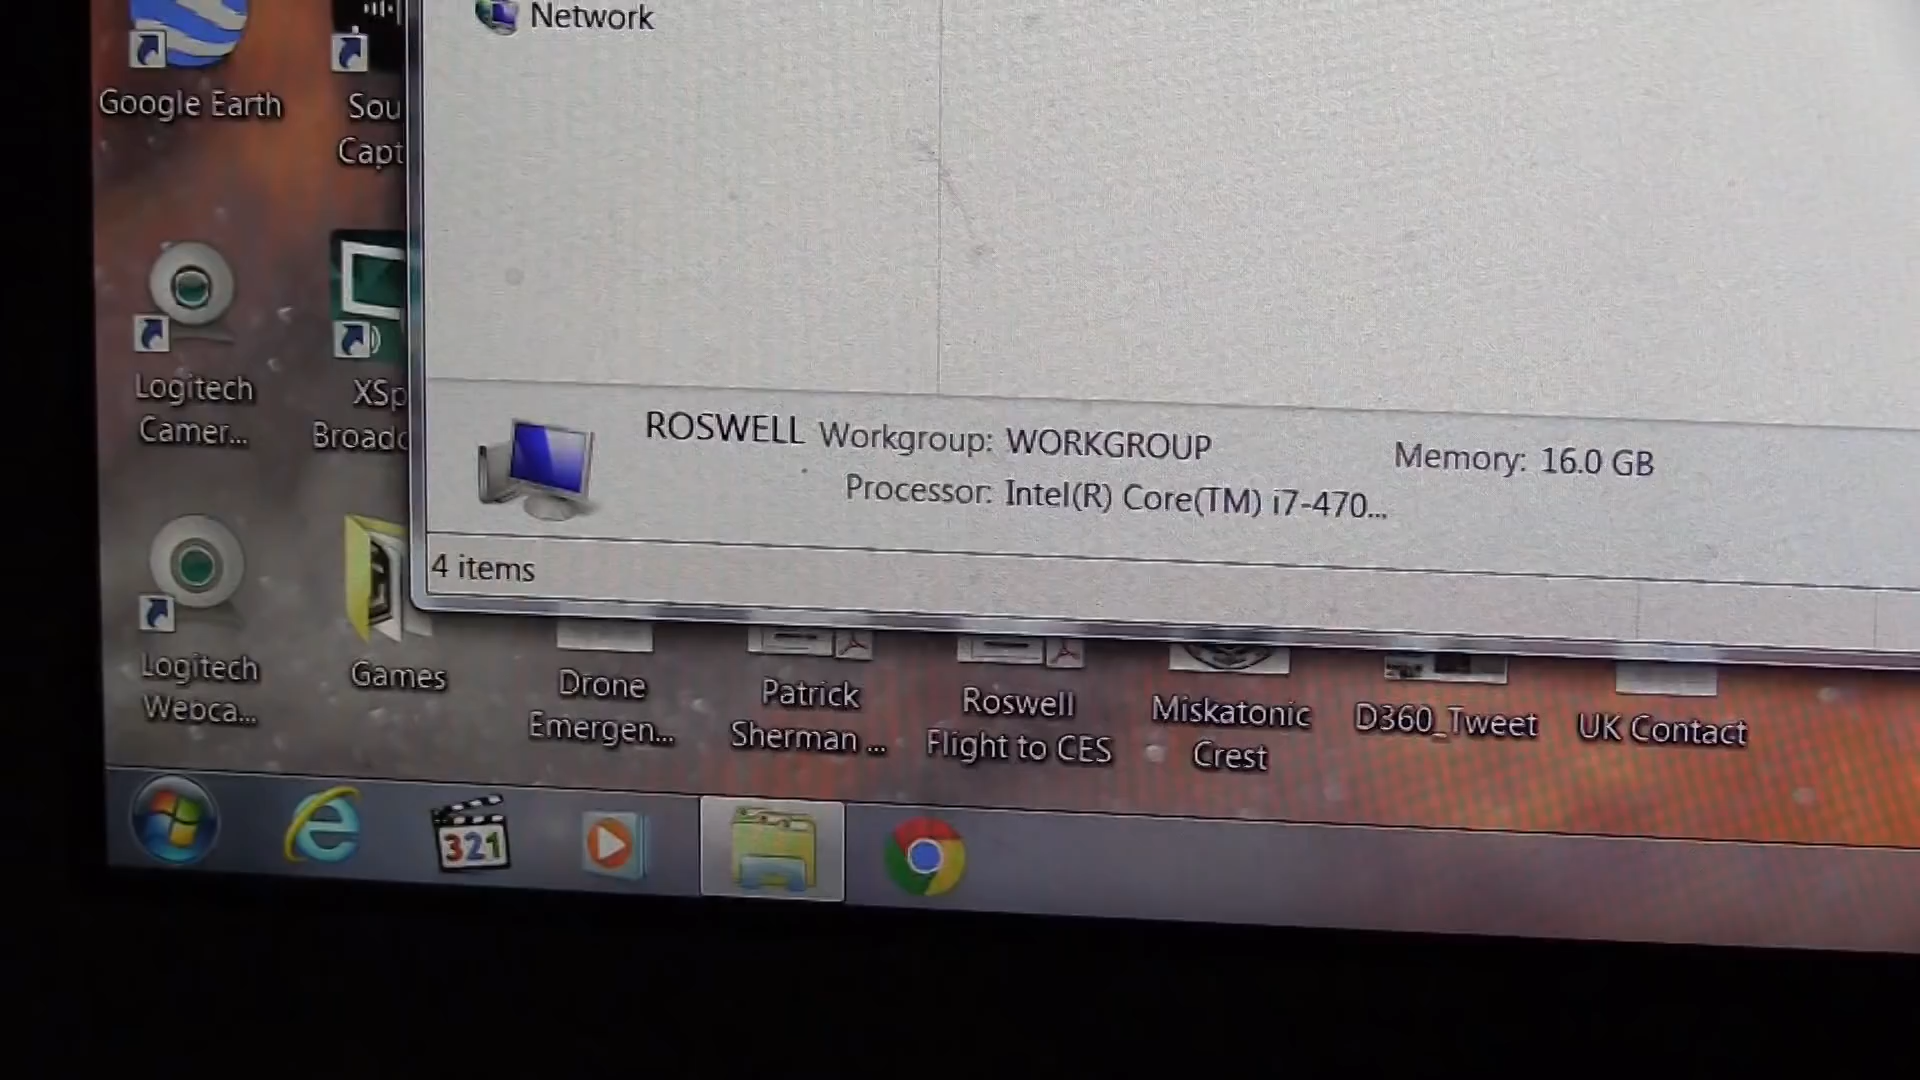 Network
Google Earth
Sou
Capt
Logitech
Camer...
XSp
Broadc
ROSWELL Workgroup: WORKGROUP
Memory: 16.0 GB
Processor: Intel(R) Core(TM) i7-470...
4 items
Logitech
Webca...
Games
Drone
Emergen...
Patrick
Sherman ...
Roswell
Flight to CES
Miskatonic
Crest
D360_Tweet
UK Contact
321